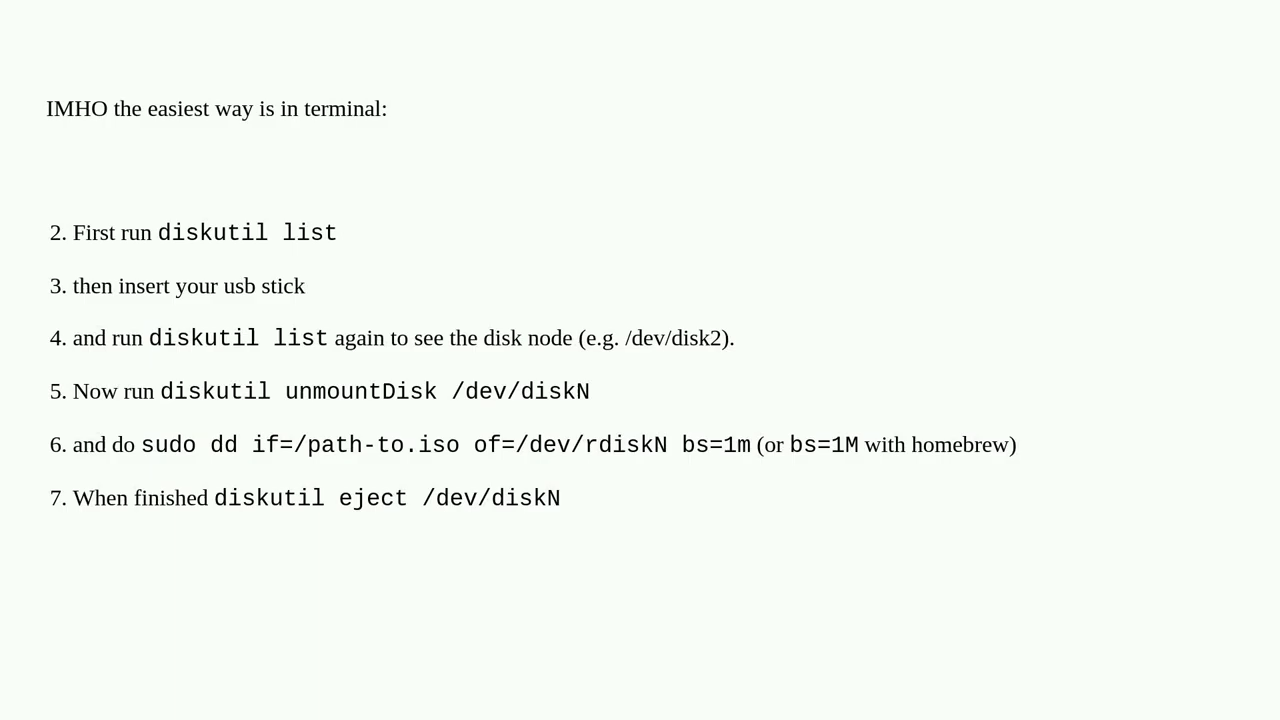 IMHO the easiest way is in terminal:
2. First run diskutil list
3. then insert your usb stick
4. and run diskutil list again to see the disk node (e.g. /dev/disk2).
5. Now run diskutil unmountDisk /dev/diskN
6. and do sudo dd if=/path-to.iso of=/dev/rdiskN bs=1m (or bs=1M with homebrew)
7. When finished diskutil eject /dev/diskN